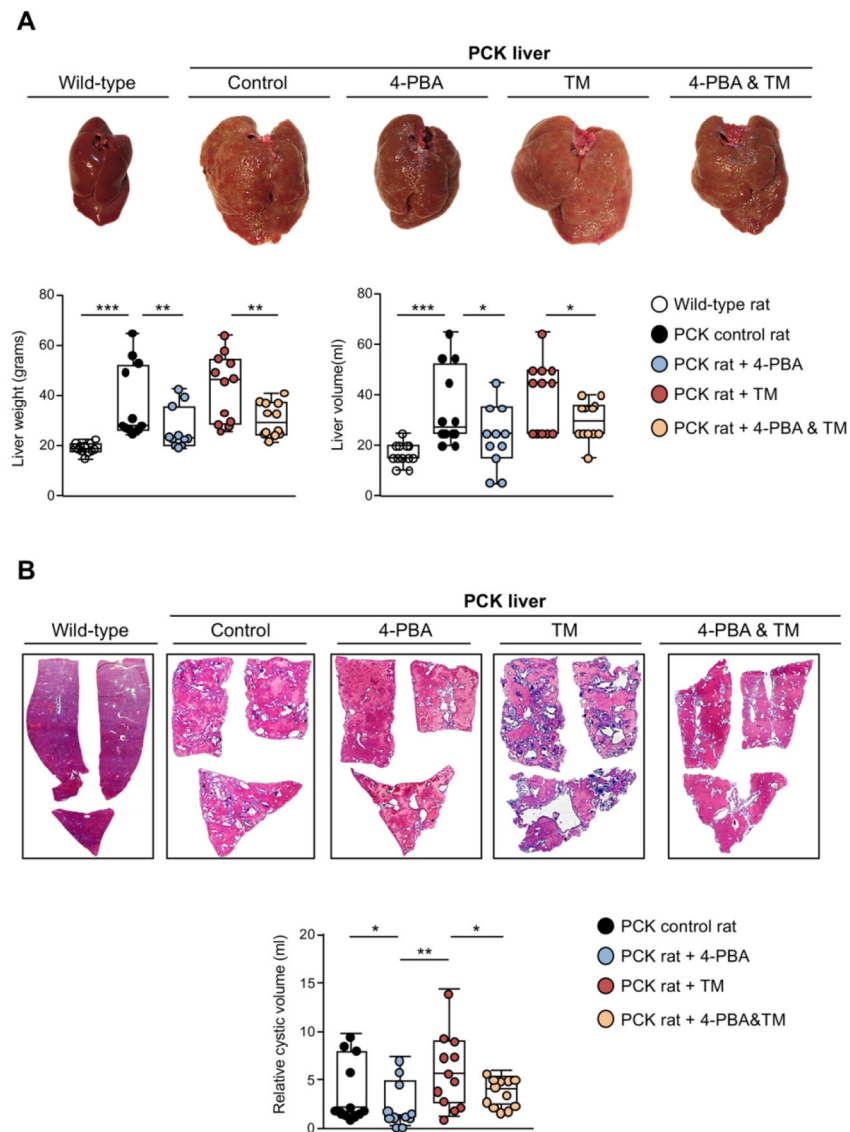 A
PCK liver
Wild-type Control 4-PBA TM 4-PBA & TM
80
60
40
20
0
Liver weight (grams)
*** ** **
80
60
40
20
0
Liver volume(ml)
*** * *
Wild-type rat
PCK control rat
PCK rat + 4-PBA
PCK rat + TM
PCK rat + 4-PBA & TM
B
PCK liver
Wild-type Control 4-PBA TM 4-PBA & TM
20
15
10
5
0
Relative cystic volume (ml)
* ** *
PCK control rat
PCK rat + 4-PBA
PCK rat + TM
PCK rat + 4-PBA&TM